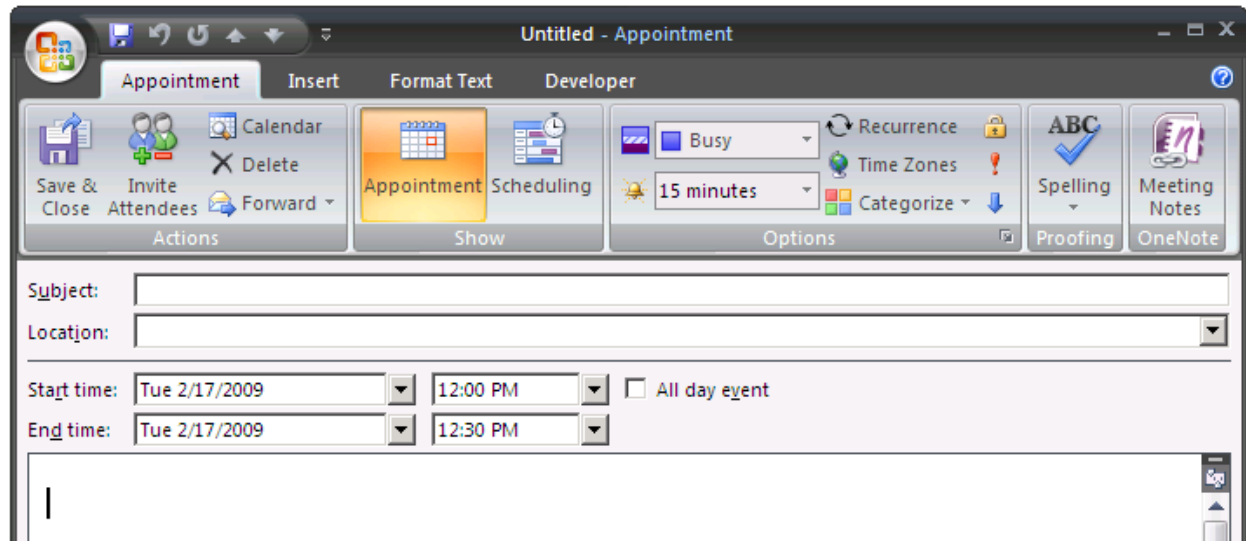 Untitled - Appointment
Appointment Insert Format Text Developer
Save & Close
Invite Attendees
Calendar
Delete
Forward
Actions
Appointment
Scheduling
Show
Busy
15 minutes
Recurrence
Time Zones
Categorize
Options
ABC
Spelling
Proofing
Meeting Notes
OneNote
Subject:
Location:
Start time: Tue 2/17/2009 12:00 PM All day event
End time: Tue 2/17/2009 12:30 PM